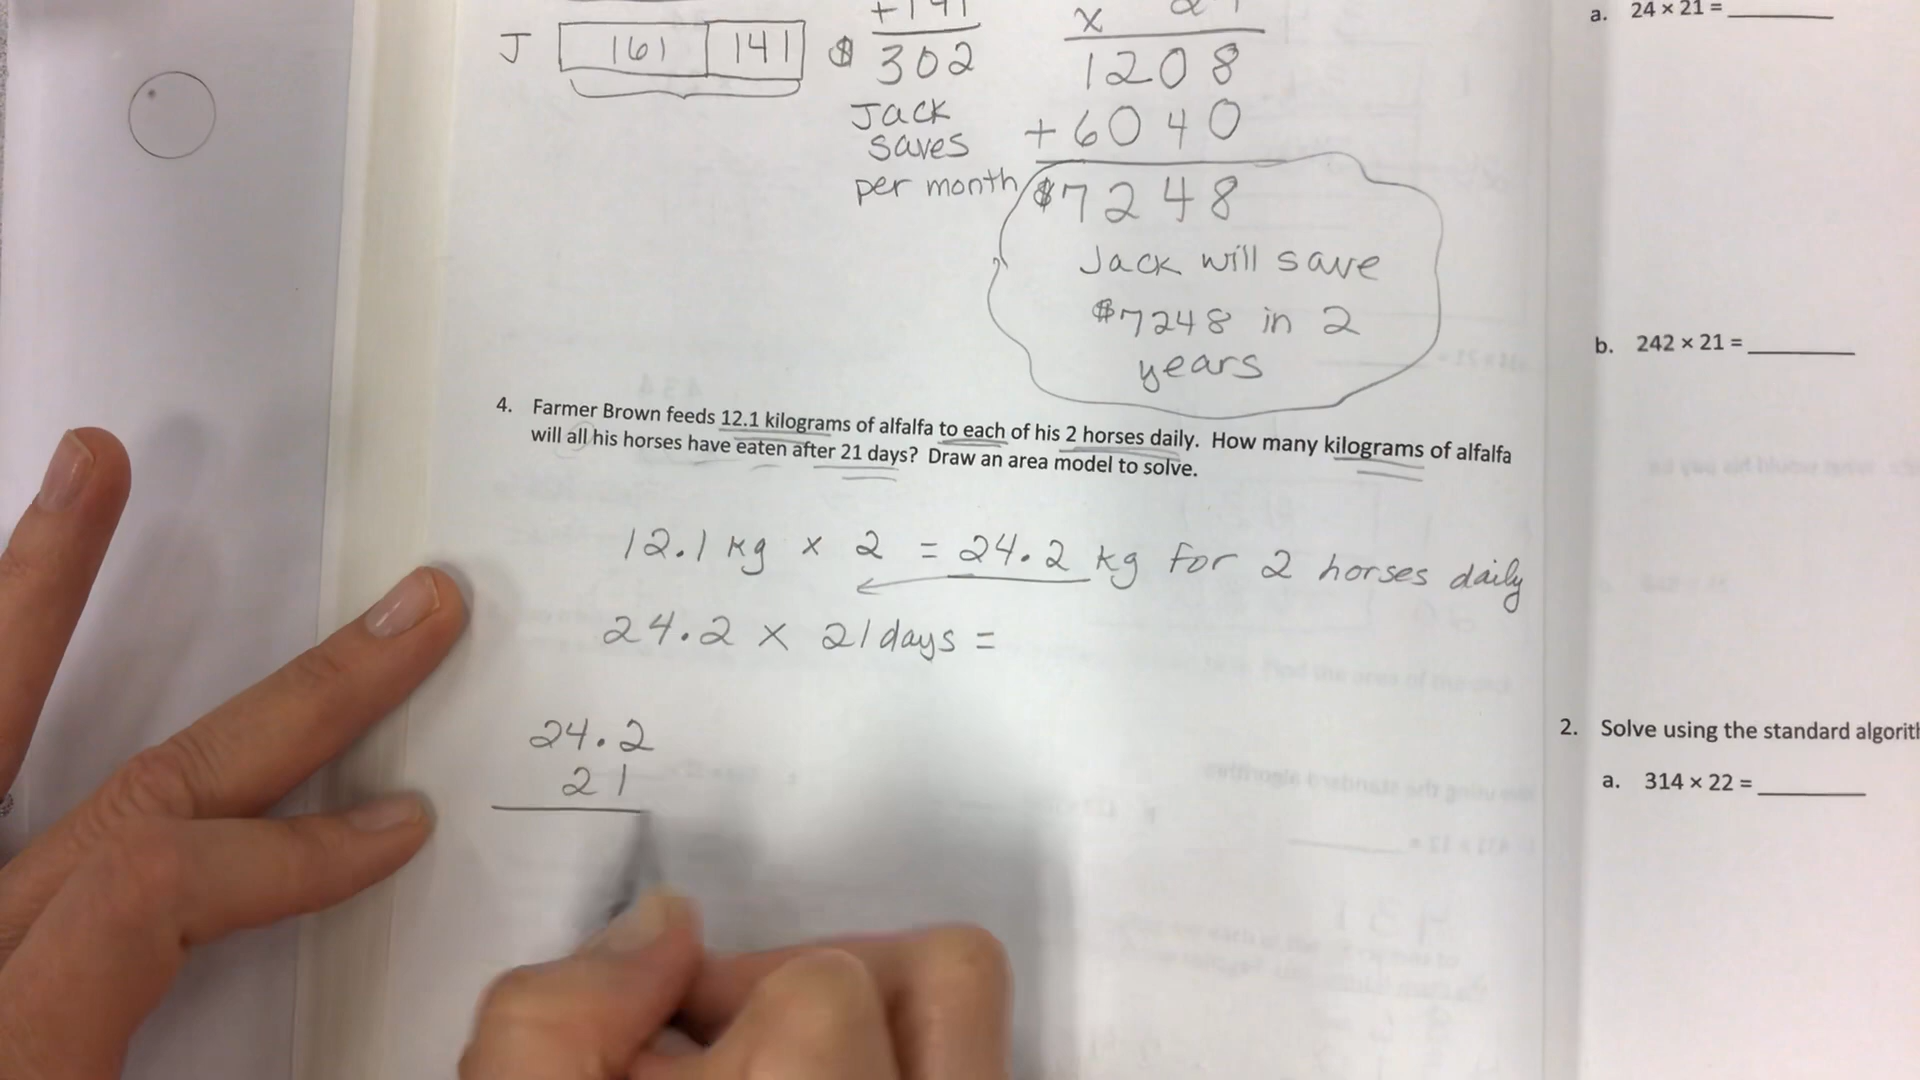 +141
J 161 141 $ 302
Jack
saves
per month
x 2
1208
+6040
$7248
Jack will save
$7248 in 2
years
4. Farmer Brown feeds 12.1 kilograms of alfalfa to each of his 2 horses daily. How many kilograms of alfalfa
will all his horses have eaten after 21 days? Draw an area model to solve.
12.1 kg x 2 = 24.2 kg for 2 horses daily
24.2 x 21 days =
24.2
21
a. 24 × 21 =
b. 242 × 21 =
2. Solve using the standard
a. 314 × 22 =